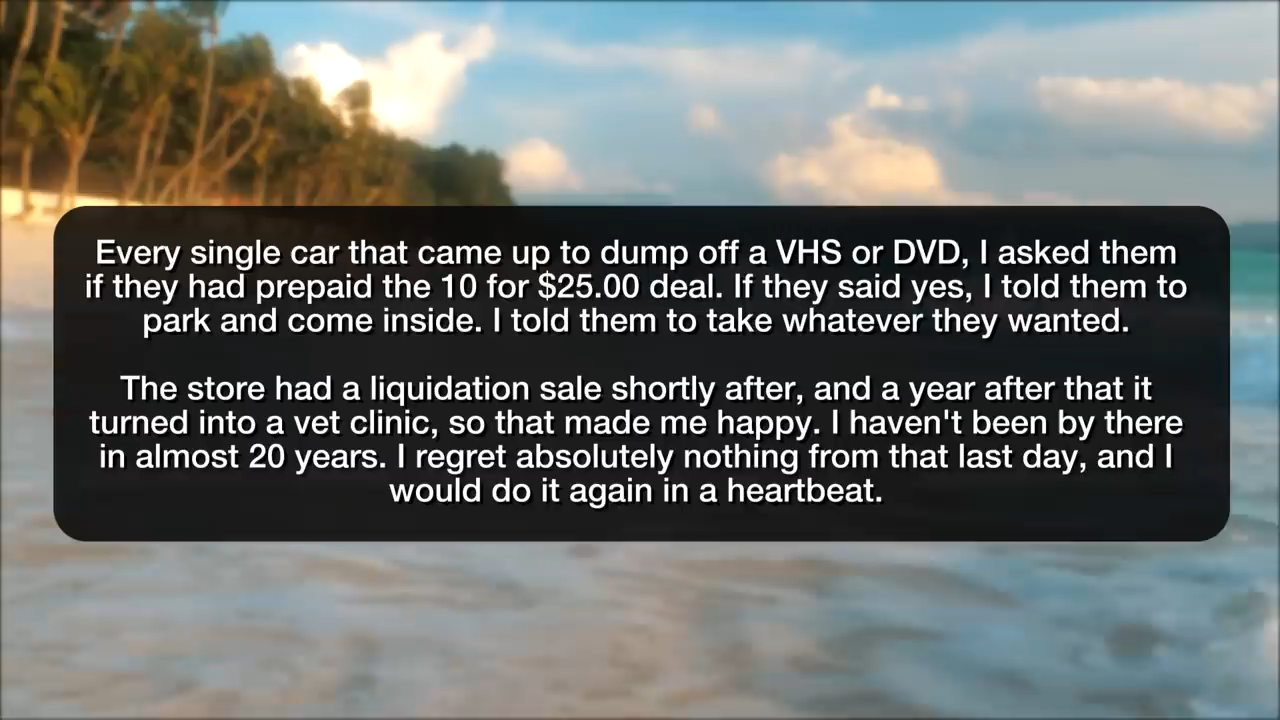 Every single car that came up to dump off a VHS or DVD, I asked them
if they had prepaid the 10 for $25.00 deal. If they said yes, I told them to
park and come inside. I told them to take whatever they wanted.
The store had a liquidation sale shortly after, and a year after that it
turned into a vet clinic, so that made me happy. I haven't been by there
in almost 20 years. I regret absolutely nothing from that last day, and I
would do it again in a heartbeat.